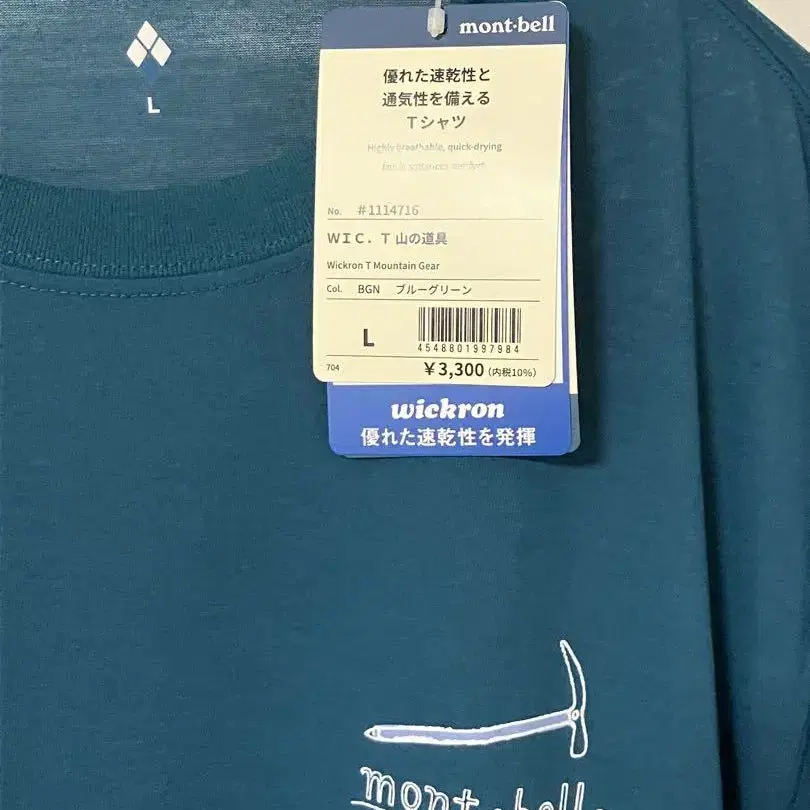 L
mont-bell
優れた速乾性と
通気性を備える
Tシャツ
Highly breathable, quick-drying
No. #1114716
WIC. T 山の道具
Wickron T Mountain Gear
Col. BGN ブルーグリーン
L
4548801997984
704 ¥3,300(内税10%)
wickron
優れた速乾性を発揮
mont-bell